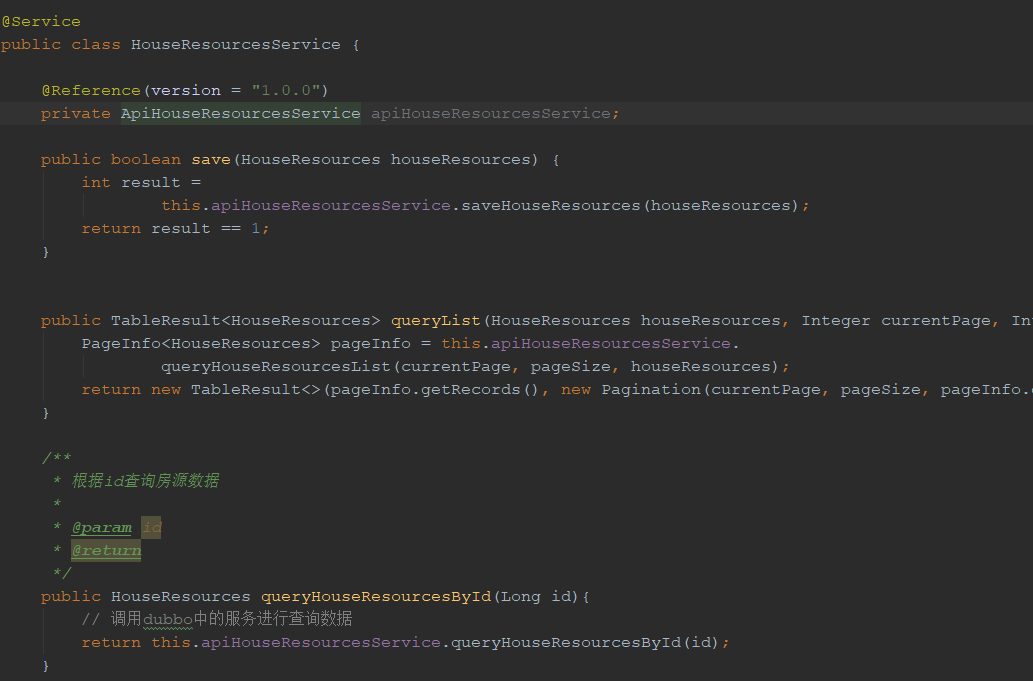 @Service
public class HouseResourcesService {
@Reference(version = "1.0.0")
private ApiHouseResourcesService apiHouseResourcesService;
public boolean save(HouseResources houseResources) {
int result =
this.apiHouseResourcesService.saveHouseResources(houseResources);
return result == 1;
}
public TableResult<HouseResources> queryList(HouseResources houseResources, Integer currentPage, In
PageInfo<HouseResources> pageInfo = this.apiHouseResourcesService.
queryHouseResourcesList(currentPage, pageSize, houseResources);
return new TableResult<>(pageInfo.getRecords(), new Pagination(currentPage, pageSize, pageInfo.
}
/**
* 根据id查询房源数据
*
* @param id
* @return
*/
public HouseResources queryHouseResourcesById(Long id){
// 调用dubbo中的服务进行查询数据
return this.apiHouseResourcesService.queryHouseResourcesById(id);
}